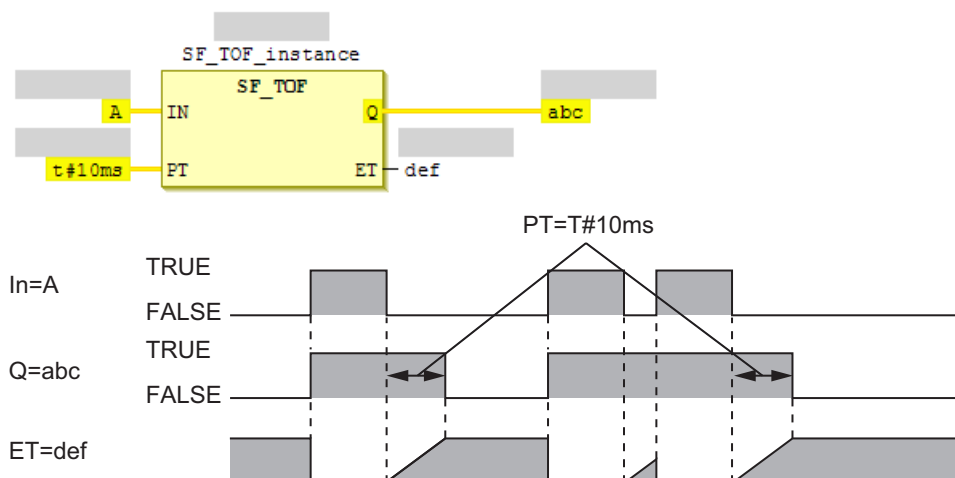 SF_TOF_instance
SF_TOF
A IN Q abc
t#10ms PT ET def
PT=T#10ms
In=A TRUE
FALSE
Q=abc TRUE
FALSE
ET=def